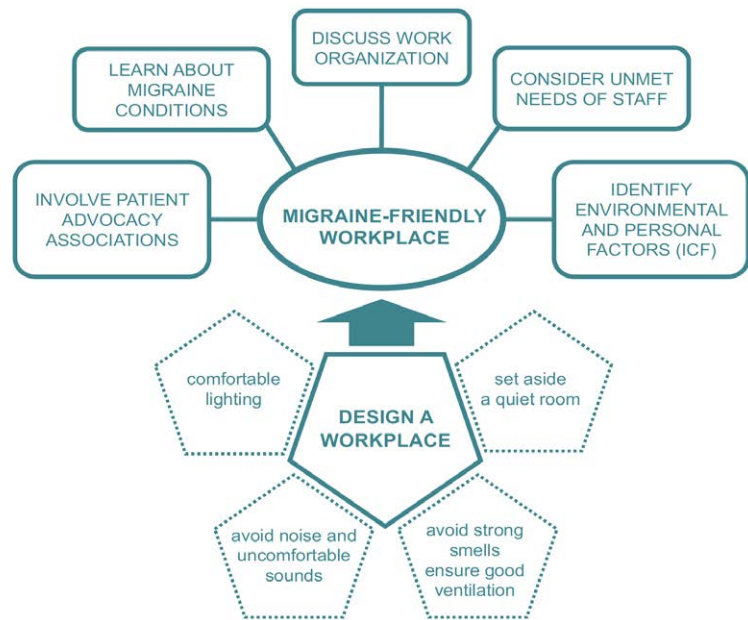 DISCUSS WORK
ORGANIZATION
LEARN ABOUT
MIGRAINE
CONDITIONS
CONSIDER UNMET
NEEDS OF STAFF
INVOLVE PATIENT
ADVOCACY
ASSOCIATIONS
MIGRAINE-FRIENDLY
WORKPLACE
IDENTIFY
ENVIRONMENTAL
AND PERSONAL
FACTORS (ICF)
comfortable
lighting
set aside
a quiet room
DESIGN A
WORKPLACE
avoid noise and
uncomfortable
sounds
avoid strong
smells
ensure good
ventilation